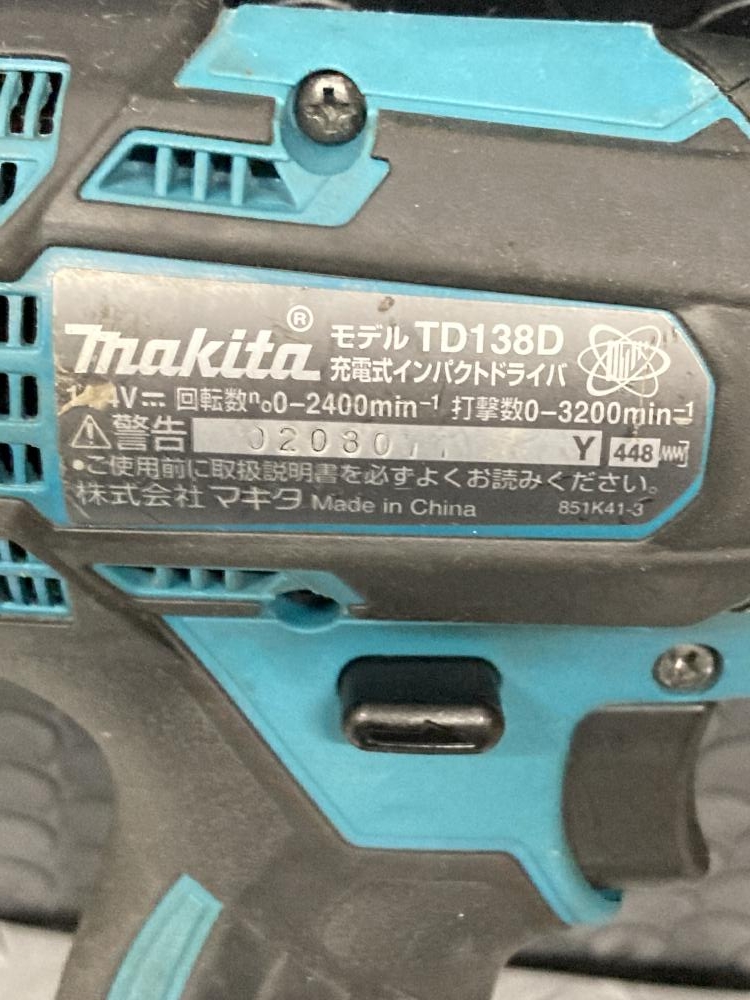 makita®
モデル TD138D
充電式インパクトドライバ
回転数n₀0-2400min⁻¹ 打撃数0-3200min⁻¹
⚠警告 Y 448
•ご使用前に取扱説明書を必ずよくお読みください。
株式会社 マキタ Made in China 851K41-3